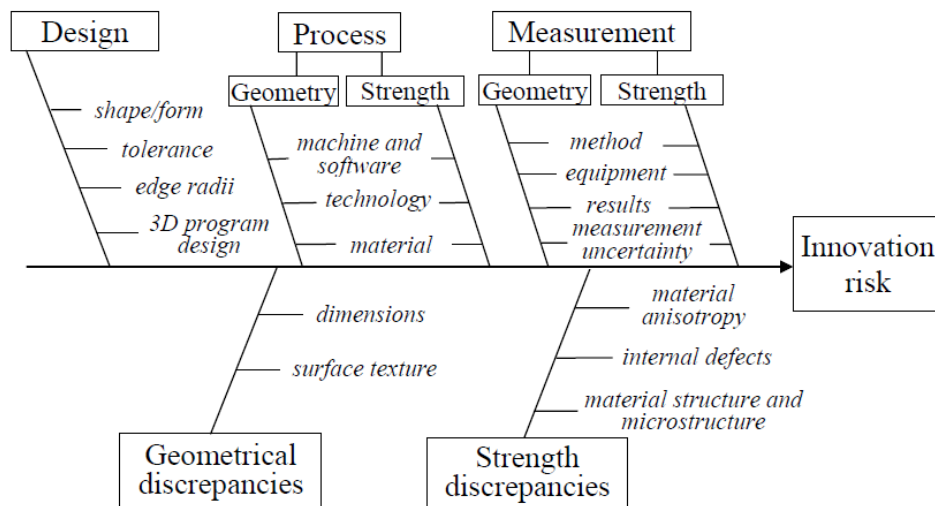 Design
Process
Measurement
Geometry
Strength
Geometry
Strength
shape/form
tolerance
edge radii
3D program
design
machine and
software
technology
material
method
equipment
results
measurement
uncertainty
Innovation
risk
dimensions
surface texture
material
anisotropy
internal defects
material structure and
microstructure
Geometrical
discrepancies
Strength
discrepancies